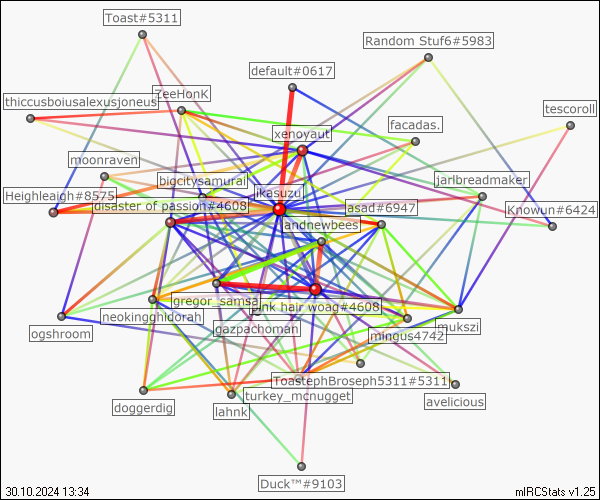 Toast#5311
Random Stuf6#5983
default#0617
ZeeHonK
thiccusboiusalexusjoneus
tescoroll
facadas.
xenoyaut
moonraven
bigcitysamurai
jarlbreadmaker
jikasuzu
Heighleigh#8575
disaster of passion#4608
asad#6947
Knowun#6424
andnewbees
gregor_samsa
pink hair woag#4608
neokingghidorah
gazpachoman
mukszi
ogshroom
mingus4742
ToastephBroseph5311#5311
turkey_mcnugget
avelicious
doggerdig
lahnk
Duck™#9103
30.10.2024 13:34
mIRCStats v1.25